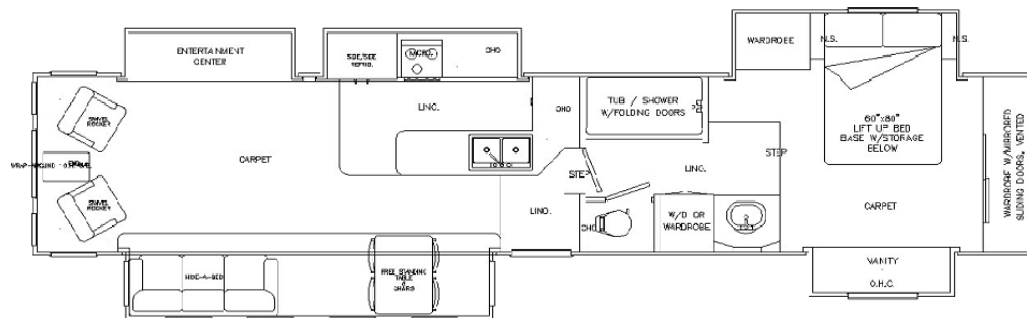 ENTERTAINMENT
CENTER
SIDE/SIDE
REFRIG.
MICRO
OHC
WARDROBE
N.S.
N.S.
SWIVEL
ROCKER
LINO.
OHC
TUB / SHOWER
W/FOLDING DOORS
60"x80"
LIFT UP BED
BASE W/STORAGE
BELOW
WARDROBE W/MIRRORED
SLIDING DOORS, VENTED
CARPET
STEP
STEP
LINO.
SWIVEL
ROCKER
LINO.
OHC
W/D OR
WARDROBE
CARPET
HIDE-A-BED
FREE STANDING
TABLE
&
CHAIRS
VANITY
O.H.C.